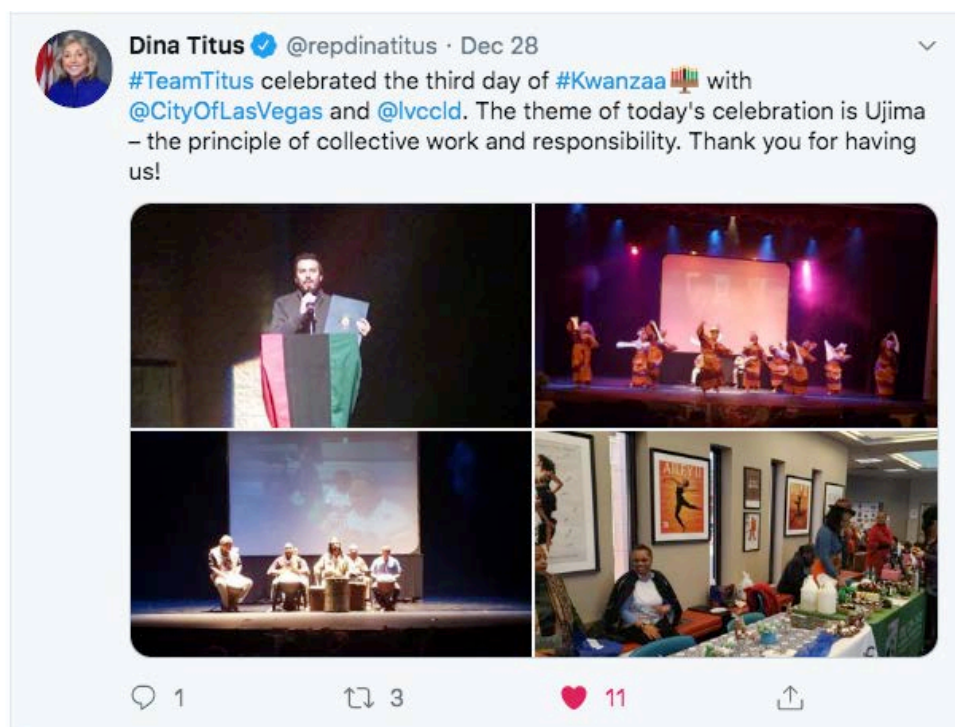 Dina Titus @repdinatitus · Dec 28
#TeamTitus celebrated the third day of #Kwanzaa with
@CityOfLasVegas and @lvccld. The theme of today's celebration is Ujima
– the principle of collective work and responsibility. Thank you for having
us!
AILEY II
1 3 11